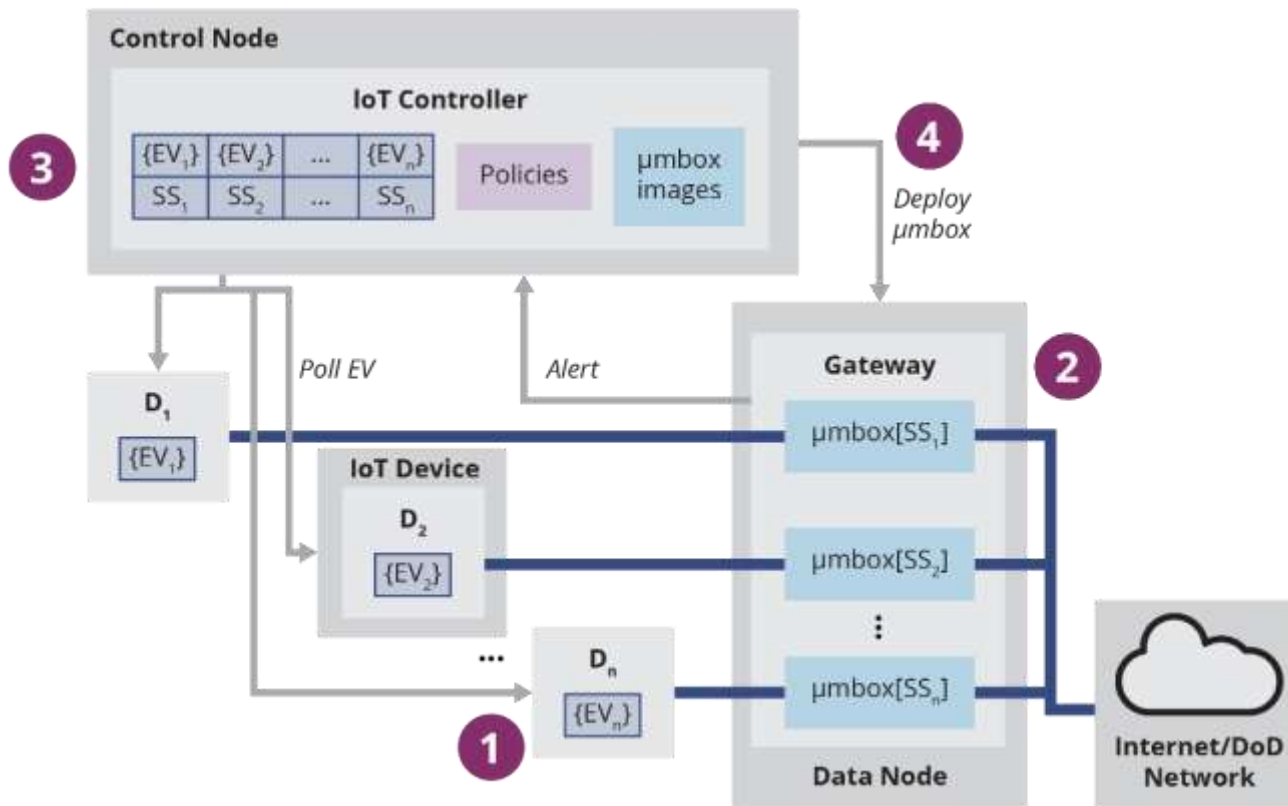 Control Node
IoT Controller
3
{EV₁} {EV₂} ... {EVₙ}
SS₁ SS₂ ... SSₙ
Policies
µmbox
images
4
Deploy
µmbox
Poll EV
Alert
2
Gateway
D₁
{EV₁}
µmbox[SS₁]
IoT Device
D₂
{EV₂}
µmbox[SS₂]
...
Dₙ
{EVₙ}
µmbox[SSₙ]
1
Data Node
Internet/DoD
Network